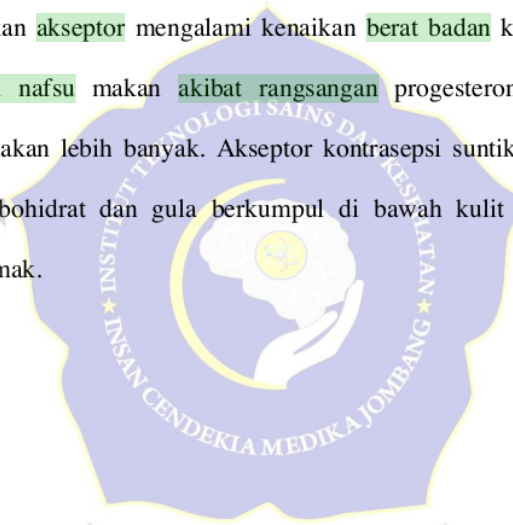 kan akseptor mengalami kenaikan berat badan k
nafsu makan akibat rangsangan progesteron
akan lebih banyak. Akseptor kontrasepsi suntik
bohidrat dan gula berkumpul di bawah kulit
mak.
INSTITUT TEKNOLOGI SAINS DAN KESEHATAN
INSAN CENDEKIA MEDIKA JOMBANG